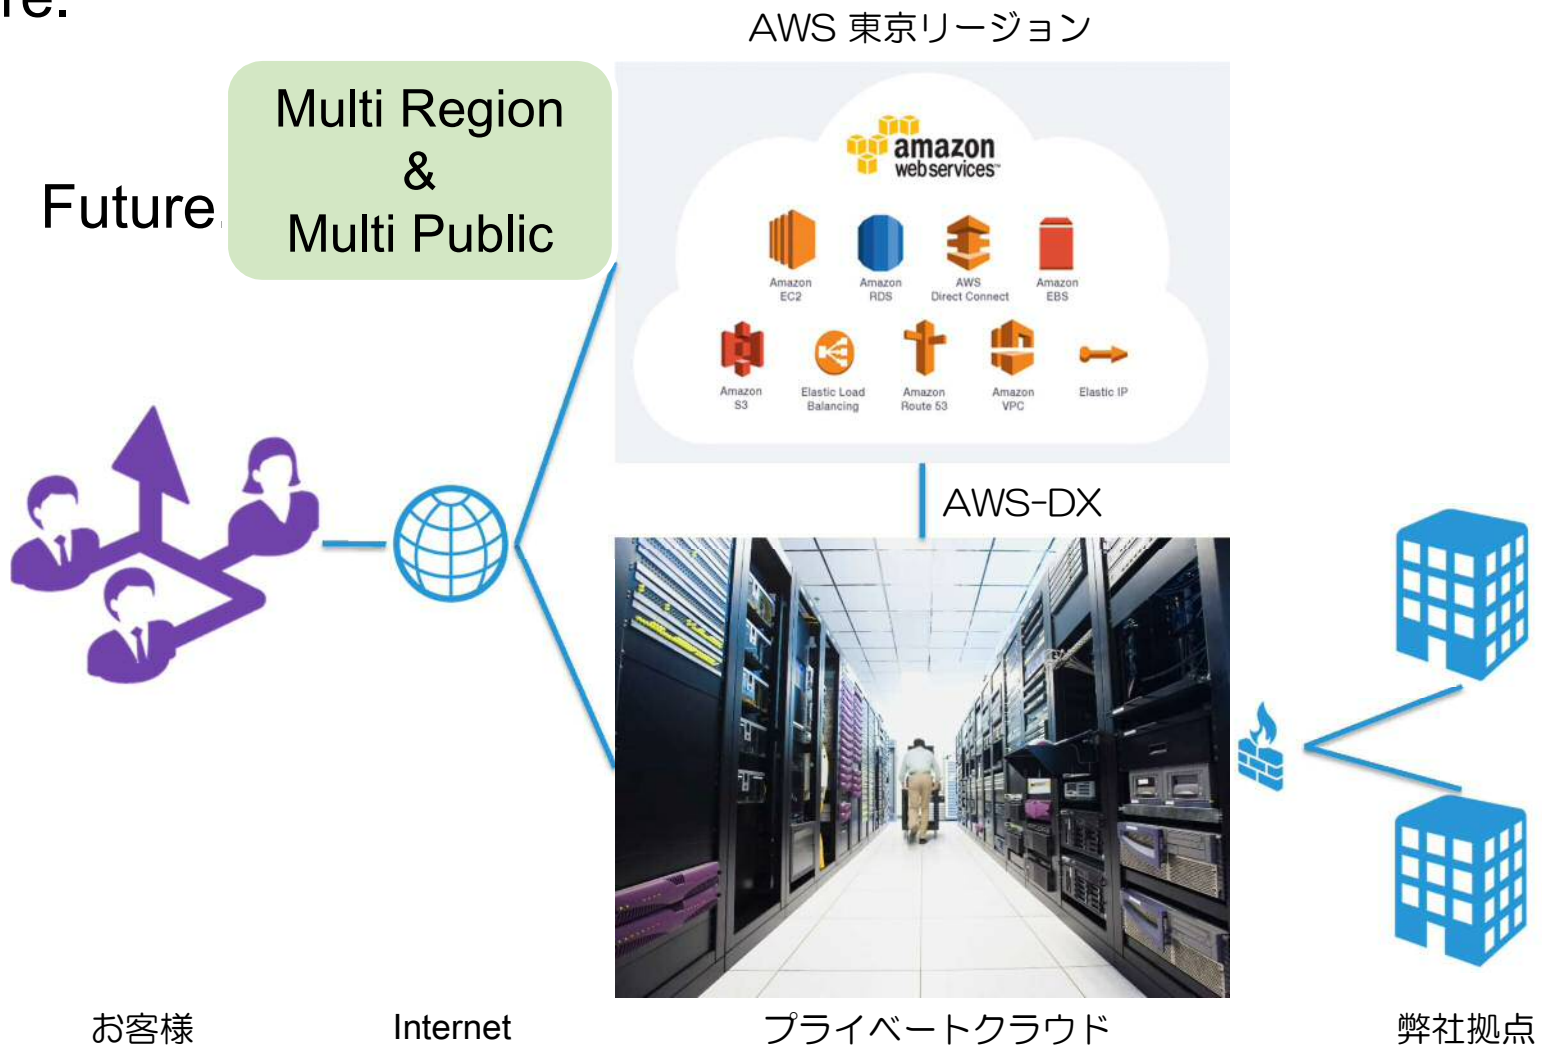 re.
AWS 東京リージョン
Multi Region
&
Multi Public
Future.
amazon
webservices™
Amazon
EC2
Amazon
RDS
AWS
Direct Connect
Amazon
EBS
Amazon
S3
Elastic Load
Balancing
Amazon
Route 53
Amazon
VPC
Elastic IP
AWS-DX
お客様
Internet
プライベートクラウド
弊社拠点